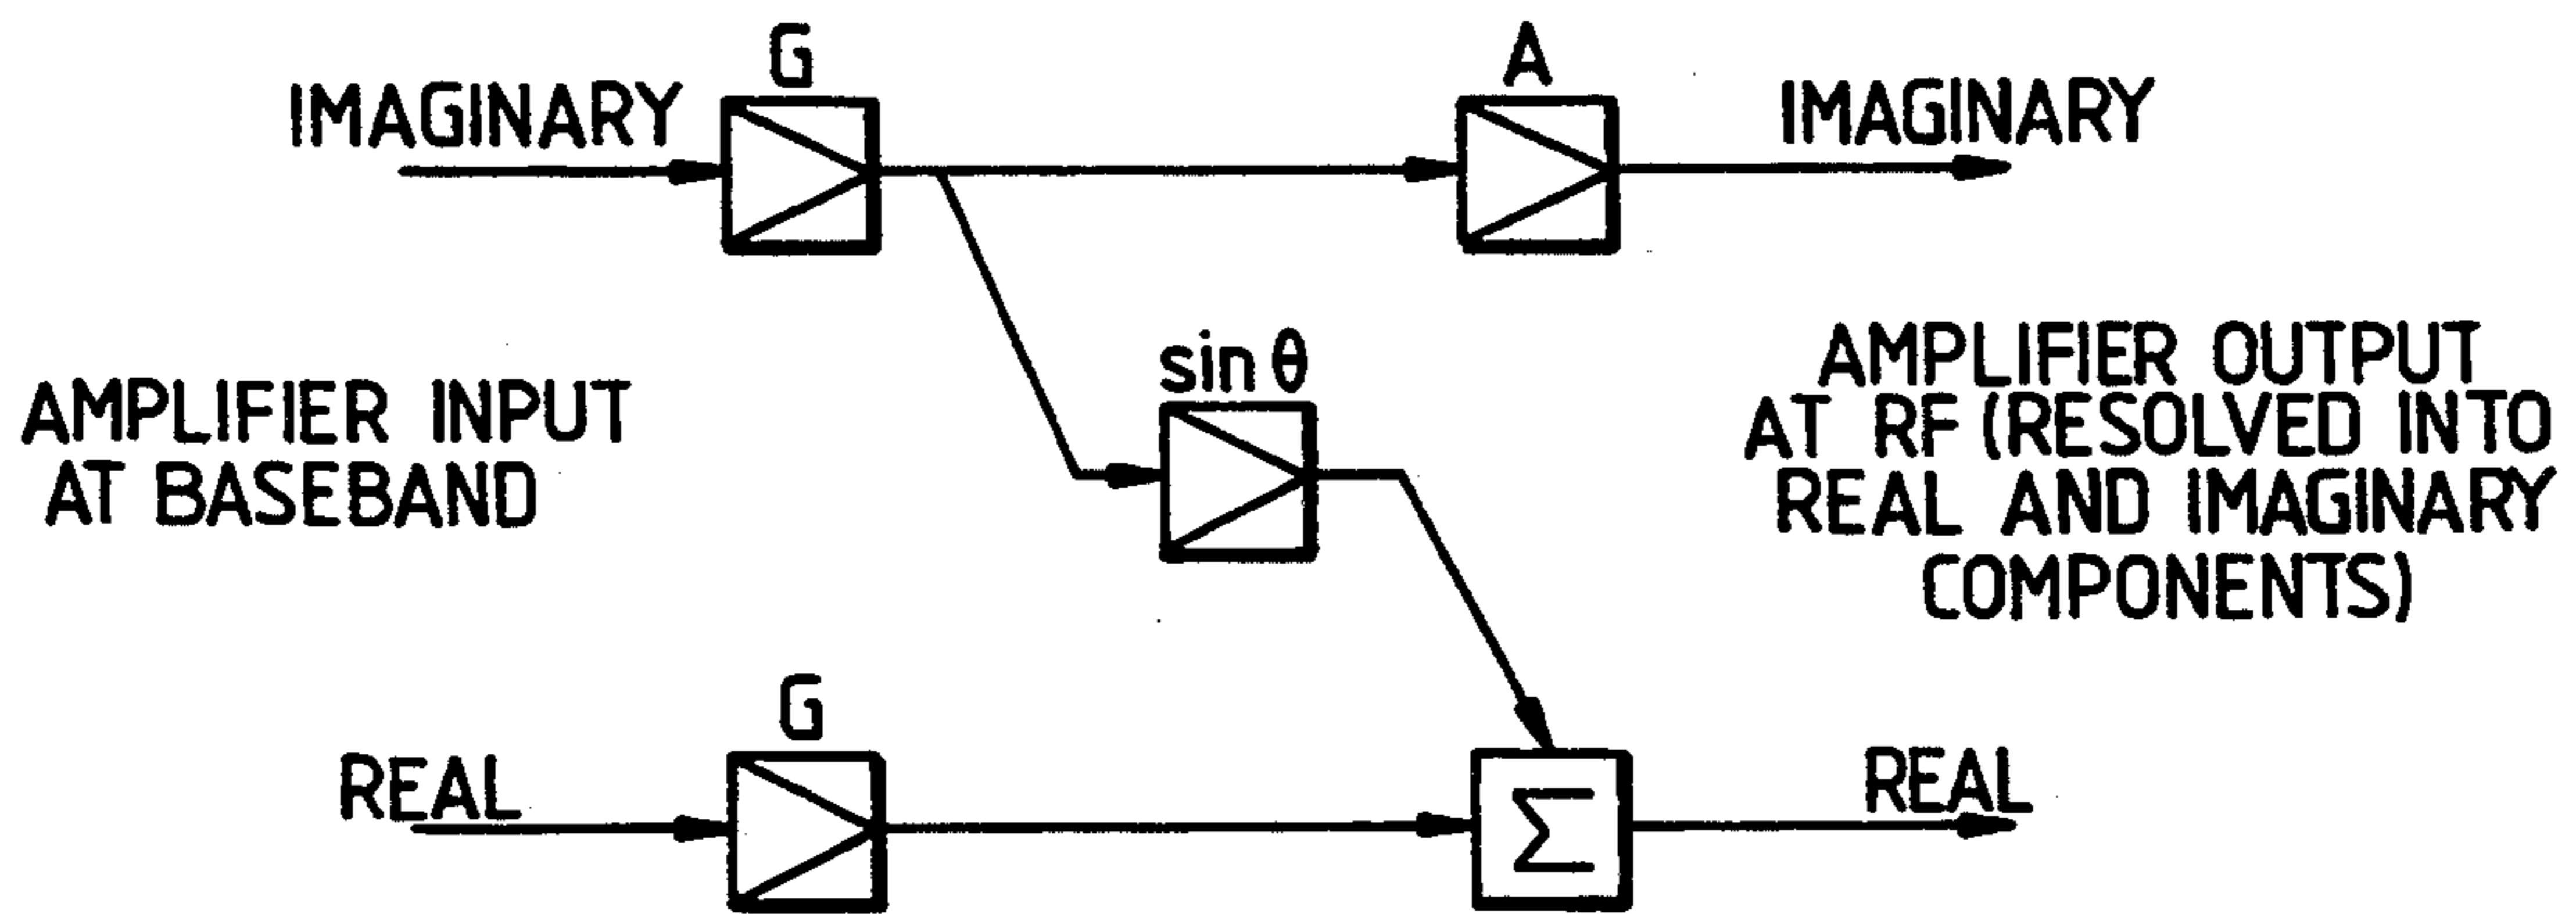 G
A
IMAGINARY
IMAGINARY
sin θ
AMPLIFIER INPUT
AT BASEBAND
AMPLIFIER OUTPUT
AT RF (RESOLVED INTO
REAL AND IMAGINARY
COMPONENTS)
G
REAL
Σ
REAL